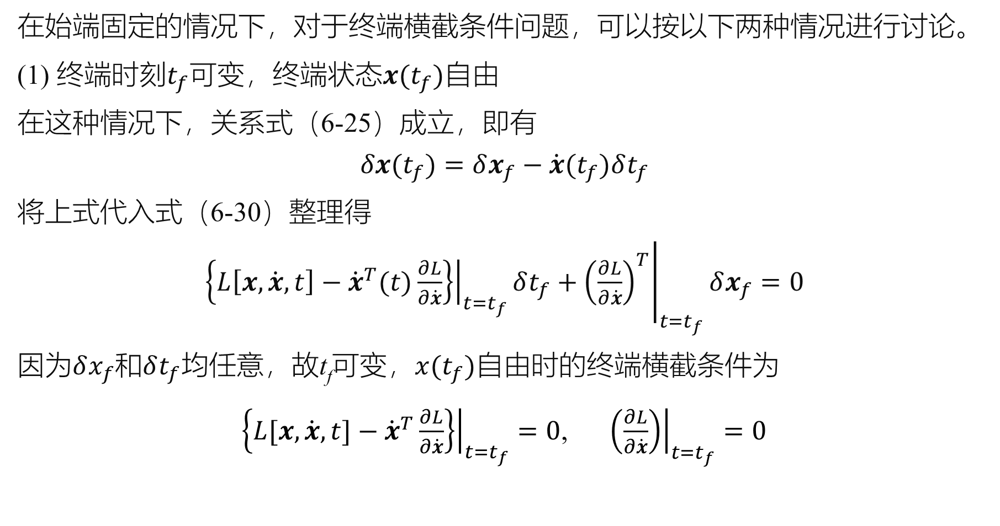 在始端固定的情况下，对于终端横截条件问题，可以按以下两种情况进行讨论。
(1) 终端时刻$t_f$可变，终端状态$\boldsymbol{x}(t_f)$自由
在这种情况下，关系式（6-25）成立，即有
$\delta\boldsymbol{x}(t_f) = \delta\boldsymbol{x}_f - \dot{\boldsymbol{x}}(t_f)\delta t_f$
将上式代入式（6-30）整理得
$\left\{L[\boldsymbol{x}, \dot{\boldsymbol{x}}, t] - \dot{\boldsymbol{x}}^T(t)\frac{\partial L}{\partial \dot{\boldsymbol{x}}}\right\}\Big|_{t=t_f} \delta t_f + \left(\frac{\partial L}{\partial \dot{\boldsymbol{x}}}\right)^T\Big|_{t=t_f} \delta\boldsymbol{x}_f = 0$
因为$\delta x_f$和$\delta t_f$均任意，故$t_f$可变，$x(t_f)$自由时的终端横截条件为
$\left\{L[\boldsymbol{x}, \dot{\boldsymbol{x}}, t] - \dot{\boldsymbol{x}}^T\frac{\partial L}{\partial \dot{\boldsymbol{x}}}\right\}\Big|_{t=t_f} = 0, \quad \left(\frac{\partial L}{\partial \dot{\boldsymbol{x}}}\right)\Big|_{t=t_f} = 0$